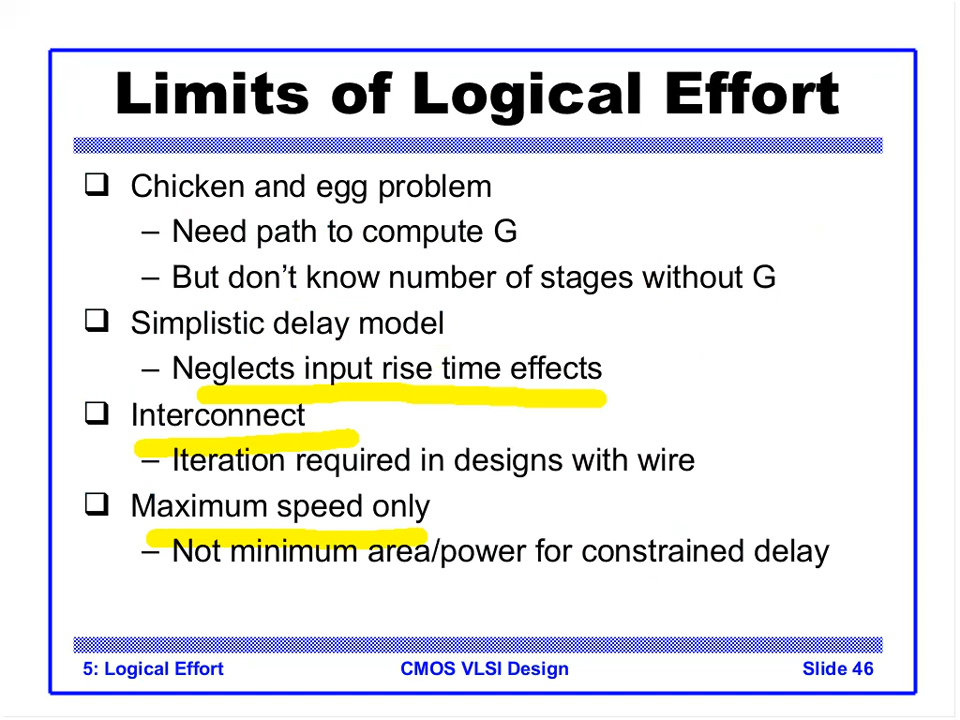 Limits of Logical Effort
❑ Chicken and egg problem
– Need path to compute G
– But don’t know number of stages without G
❑ Simplistic delay model
– Neglects input rise time effects
❑ Interconnect
– Iteration required in designs with wire
❑ Maximum speed only
– Not minimum area/power for constrained delay
5: Logical Effort CMOS VLSI Design Slide 46